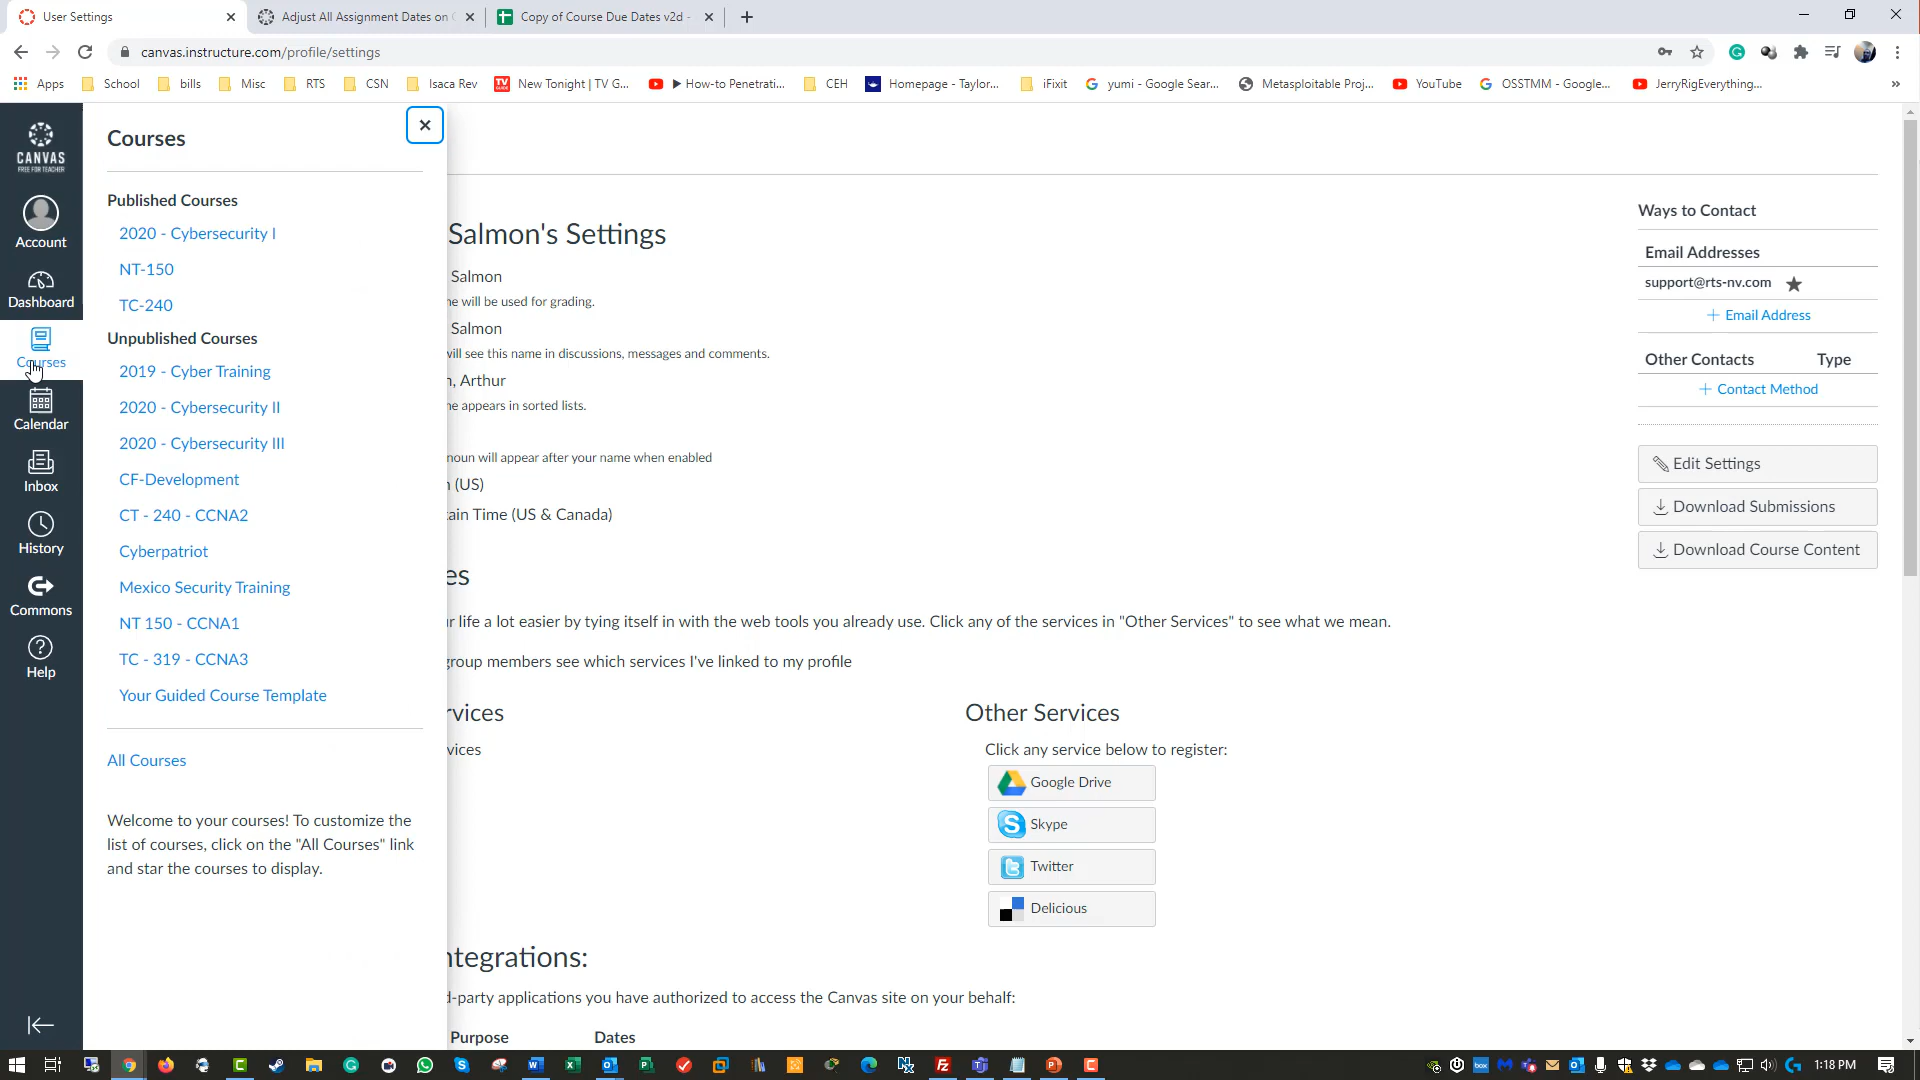 User Settings
Adjust All Assignment Dates on
Copy of Course Due Dates v2d -
canvas.instructure.com/profile/settings
Apps School bills Misc RTS CSN Isaca Rev New Tonight | TV G... ▶ How-to Penetrati... CEH Homepage - Taylor... iFixit yumi - Google Sear... Metasploitable Proj... YouTube OSSTMM - Google... JerryRigEverything... »
CANVAS
FREE FOR TEACHER
Account
Dashboard
Courses
Calendar
Inbox
History
Commons
Help
Courses
Published Courses
2020 - Cybersecurity I
NT-150
TC-240
Unpublished Courses
2019 - Cyber Training
2020 - Cybersecurity II
2020 - Cybersecurity III
CF-Development
CT - 240 - CCNA2
Cyberpatriot
Mexico Security Training
NT 150 - CCNA1
TC - 319 - CCNA3
Your Guided Course Template
All Courses
Welcome to your courses! To customize the
list of courses, click on the "All Courses" link
and star the courses to display.
Salmon's Settings
Salmon
ne will be used for grading.
Salmon
will see this name in discussions, messages and comments.
n, Arthur
ne appears in sorted lists.
noun will appear after your name when enabled
(US)
tain Time (US & Canada)
es
r life a lot easier by tying itself in with the web tools you already use. Click any of the services in "Other Services" to see what we mean.
group members see which services I've linked to my profile
rvices
vices
Other Services
Click any service below to register:
Google Drive
Skype
Twitter
Delicious
ntegrations:
d-party applications you have authorized to access the Canvas site on your behalf:
Purpose Dates
Ways to Contact
Email Addresses
support@rts-nv.com
+ Email Address
Other Contacts Type
+ Contact Method
Edit Settings
Download Submissions
Download Course Content
1:18 PM